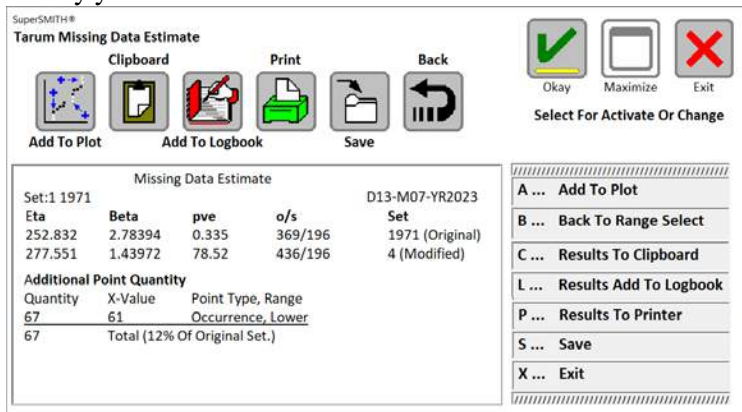 SuperSMITH®
Tarum Missing Data Estimate
Clipboard Print Back
Add To Plot Add To Logbook Save
Okay Maximize Exit
Select For Activate Or Change
Missing Data Estimate
Set:1 1971 D13-M07-YR2023
Eta Beta pve o/s Set
252.832 2.78394 0.335 369/196 1971 (Original)
277.551 1.43972 78.52 436/196 4 (Modified)
Additional Point Quantity
Quantity X-Value Point Type, Range
67 61 Occurrence, Lower
67 Total (12% Of Original Set.)
A ... Add To Plot
B ... Back To Range Select
C ... Results To Clipboard
L ... Results Add To Logbook
P ... Results To Printer
S ... Save
X ... Exit